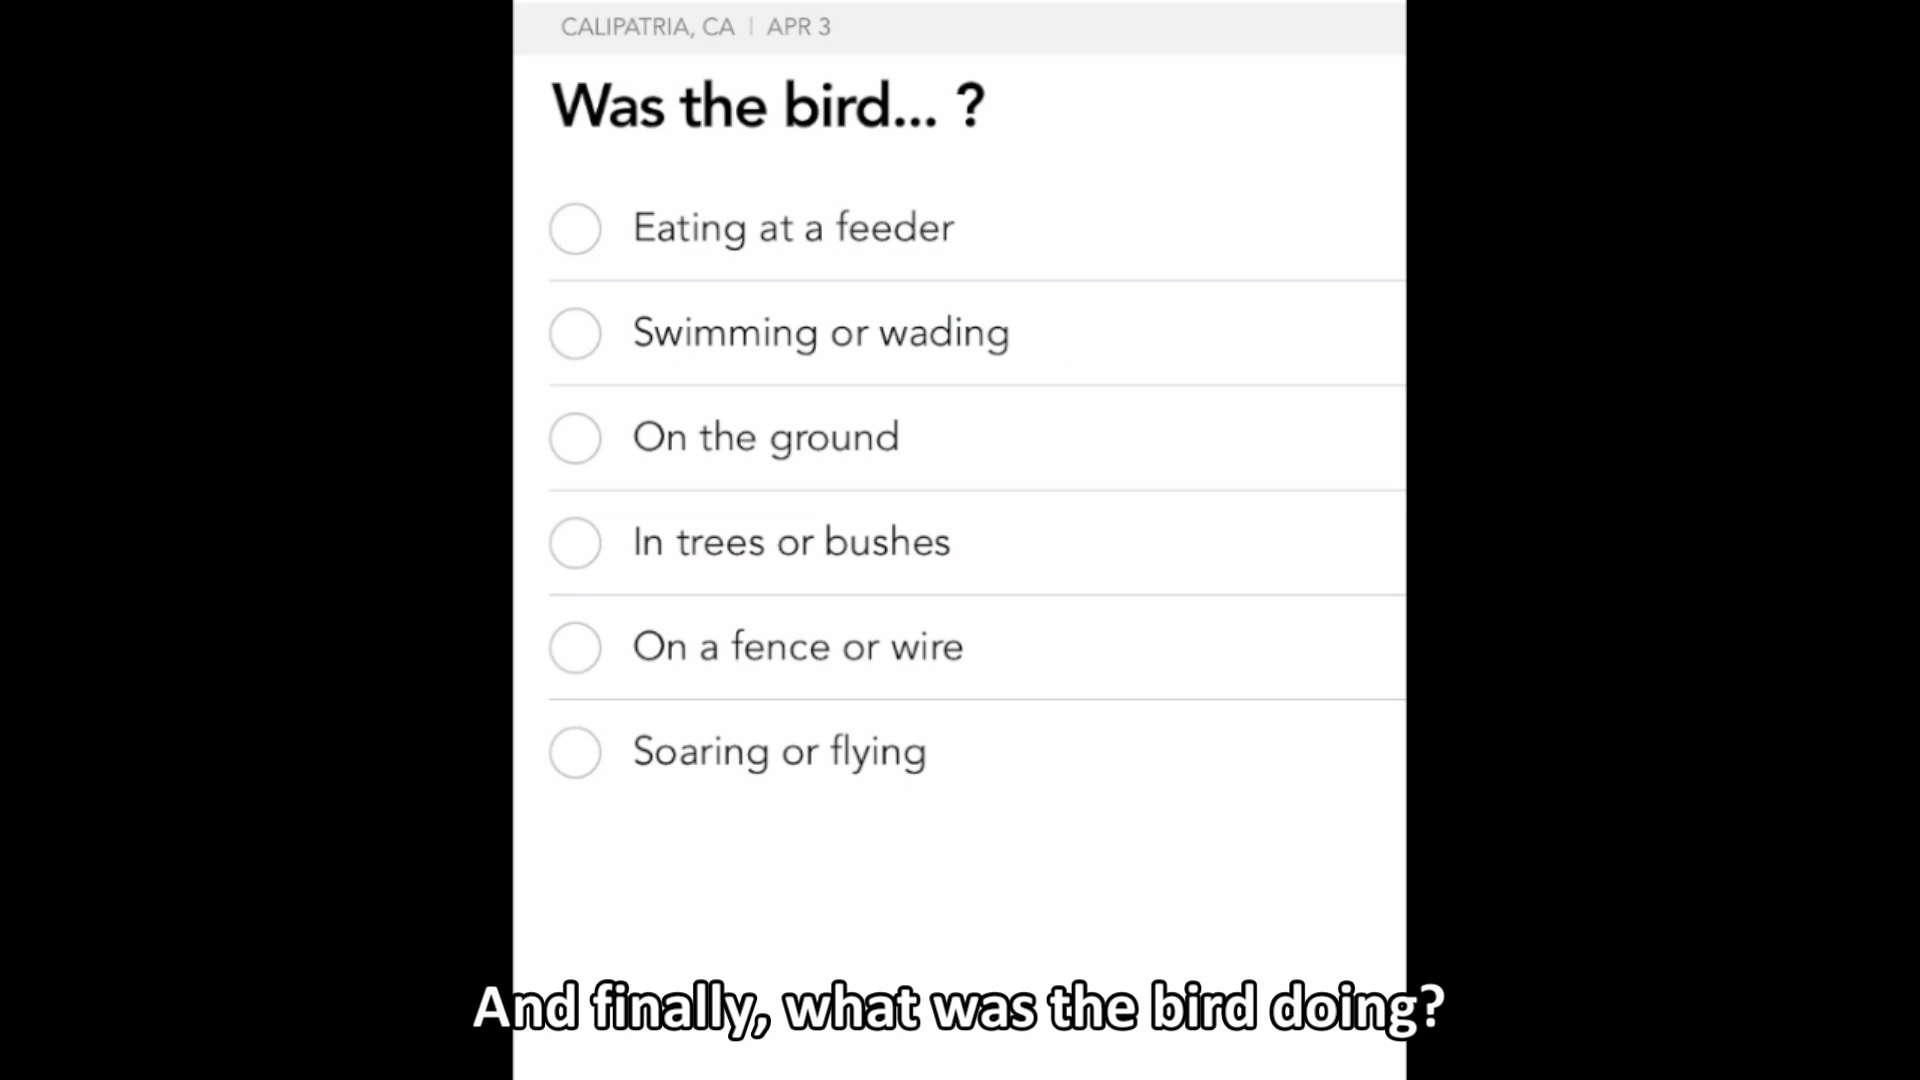 CALIPATRIA, CA | APR 3
Was the bird... ?
Eating at a feeder
Swimming or wading
On the ground
In trees or bushes
On a fence or wire
Soaring or flying
And finally, what was the bird doing?